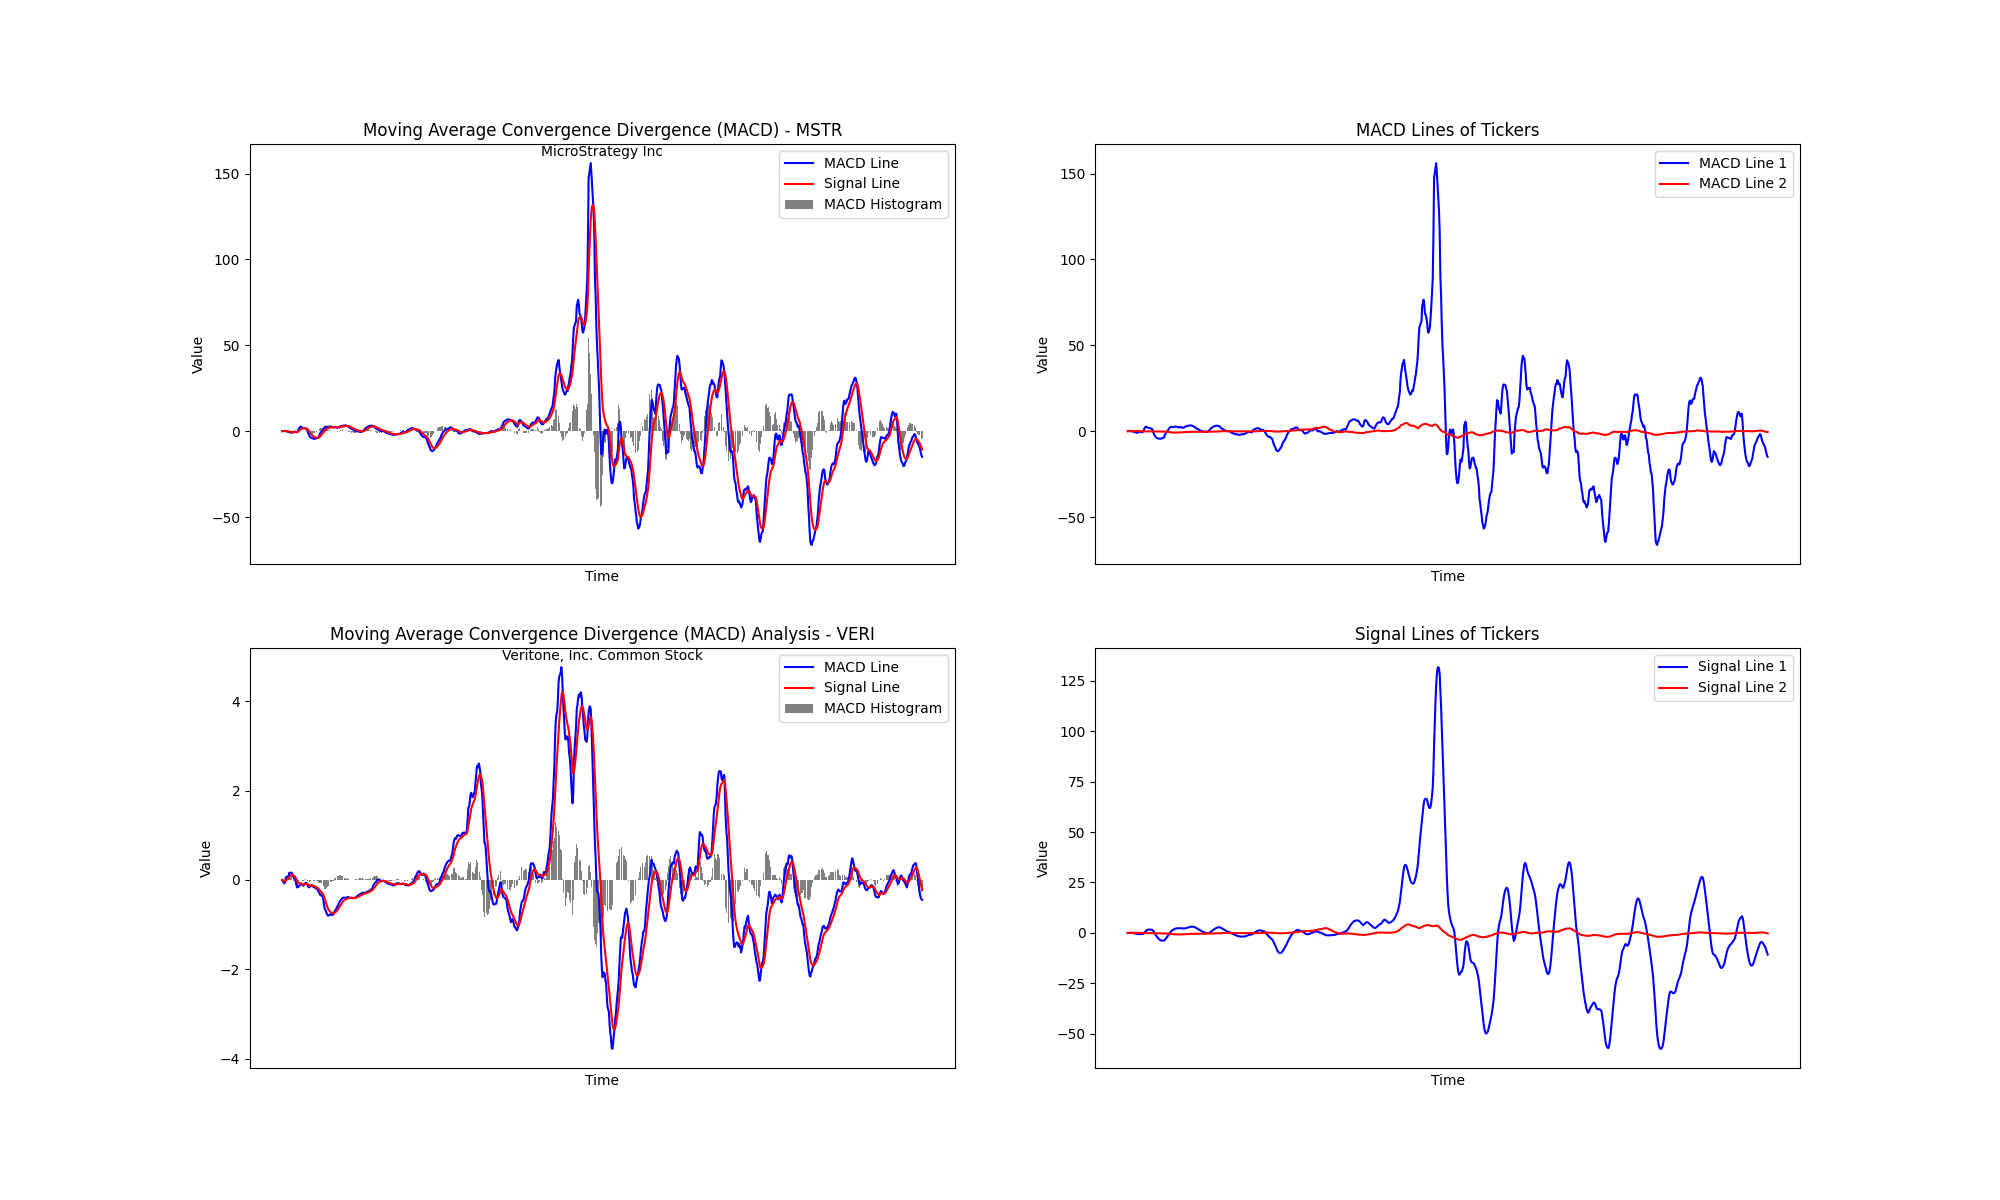 Moving Average Convergence Divergence (MACD) - MSTR
MicroStrategy Inc
MACD Line
Signal Line
MACD Histogram
150
100
50
0
−50
Value
Time
MACD Lines of Tickers
MACD Line 1
MACD Line 2
150
100
50
0
−50
Value
Time
Moving Average Convergence Divergence (MACD) Analysis - VERI
Veritone, Inc. Common Stock
MACD Line
Signal Line
MACD Histogram
4
2
0
−2
−4
Value
Time
Signal Lines of Tickers
Signal Line 1
Signal Line 2
125
100
75
50
25
0
−25
−50
Value
Time